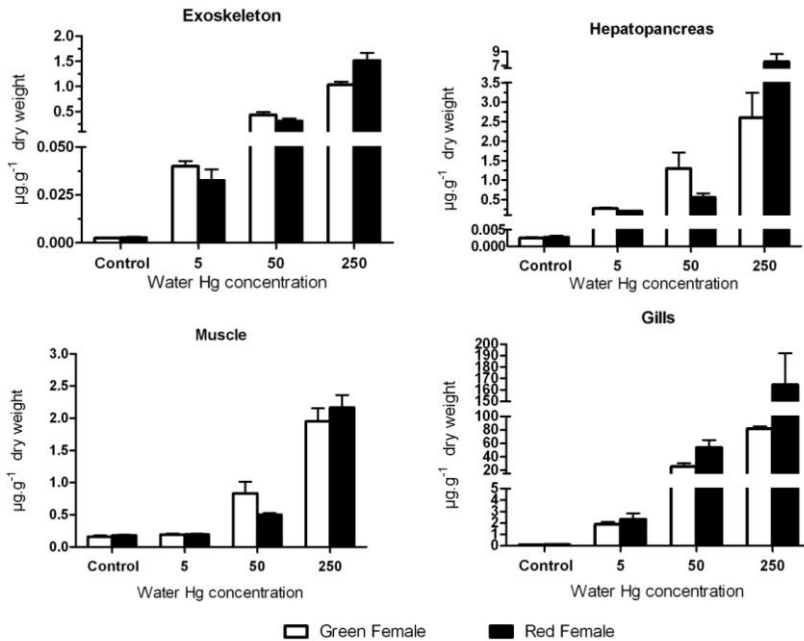 Exoskeleton
µg.g⁻¹ dry weight
2.0
1.5
1.0
0.5
0.050
0.025
0.000
Control 5 50 250
Water Hg concentration
Hepatopancreas
µg.g⁻¹ dry weight
9
7
3.5
3.0
2.5
2.0
1.5
1.0
0.5
0.005
0.000
Control 5 50 250
Water Hg concentration
Muscle
µg.g⁻¹ dry weight
3.0
2.5
2.0
1.5
1.0
0.5
0.0
Control 5 50 250
Water Hg concentration
Gills
µg.g⁻¹ dry weight
200
190
180
170
160
150
100
80
60
40
20
5
4
3
2
1
0
Control 5 50 250
Water Hg concentration
Green Female Red Female